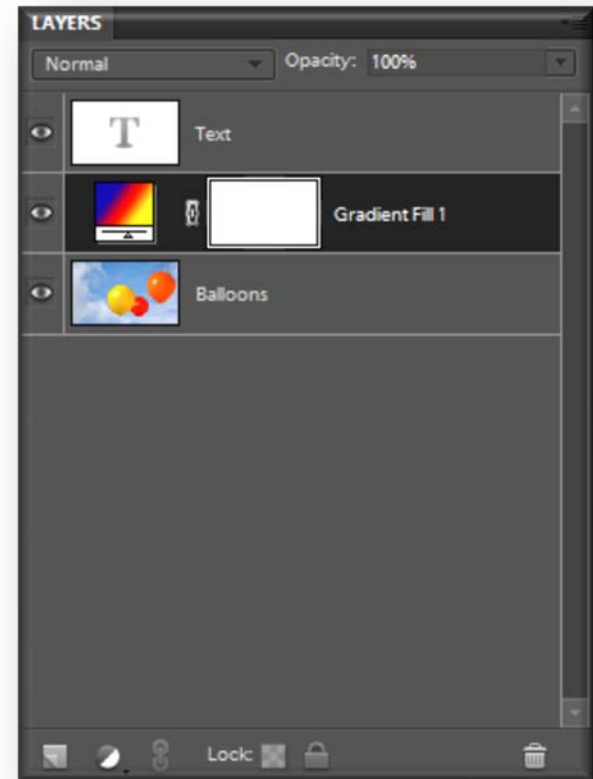 LAYERS
Normal Opacity: 100%
T Text
Gradient Fill 1
Balloons
Lock: